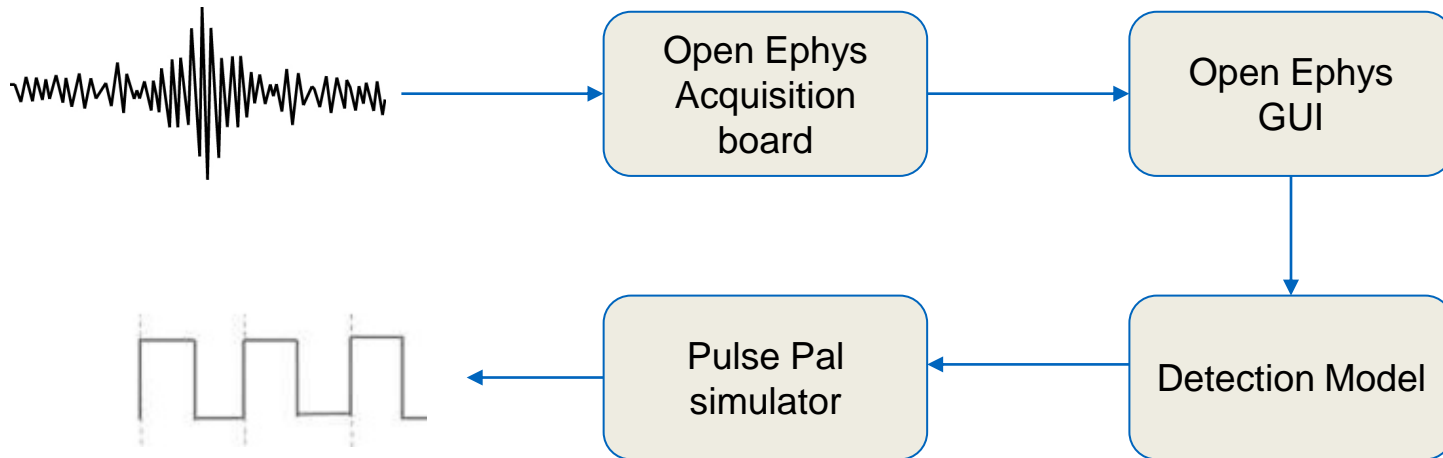 Open Ephys
Acquisition
board
Open Ephys
GUI
Pulse Pal
simulator
Detection Model